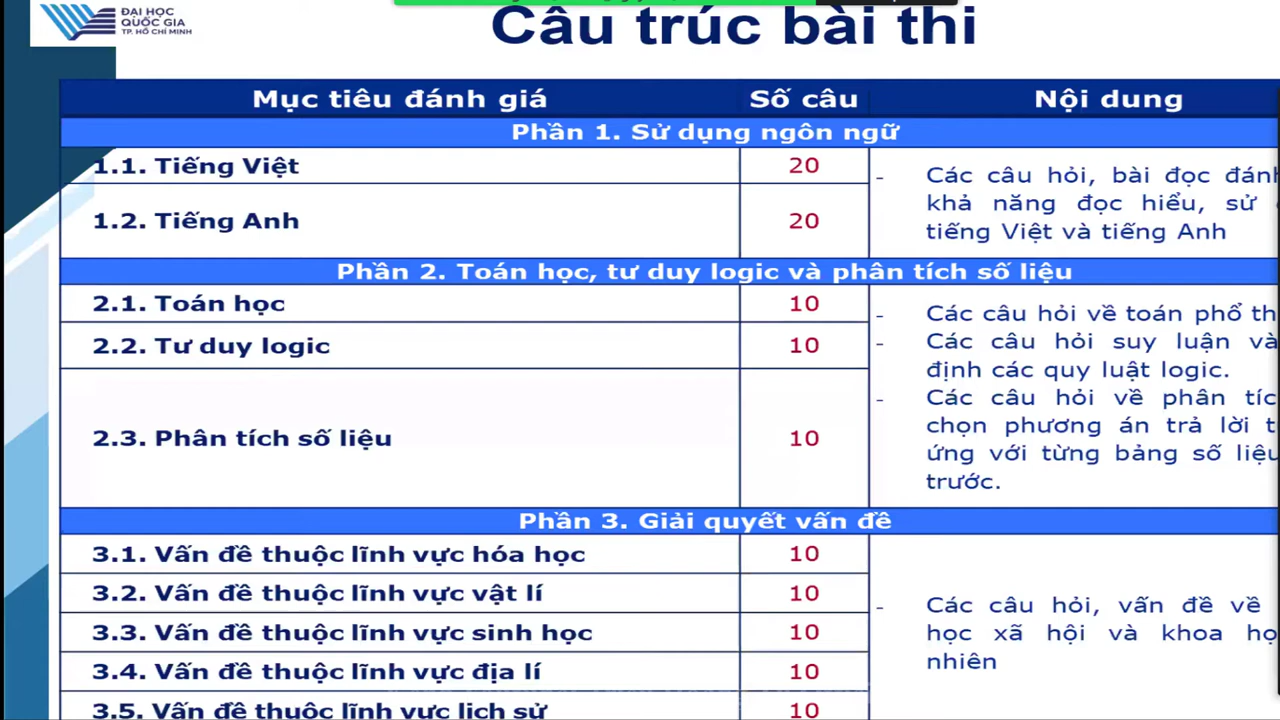 ĐẠI HỌC
QUỐC GIA
TP. HỒ CHÍ MINH
Cấu trúc bài thi
Mục tiêu đánh giá
Số câu
Nội dung
Phần 1. Sử dụng ngôn ngữ
1.1. Tiếng Việt
20
1.2. Tiếng Anh
20
- Các câu hỏi, bài đọc đánh
khả năng đọc hiểu, sử
tiếng Việt và tiếng Anh
Phần 2. Toán học, tư duy logic và phân tích số liệu
2.1. Toán học
10
2.2. Tư duy logic
10
2.3. Phân tích số liệu
10
- Các câu hỏi về toán phổ th
- Các câu hỏi suy luận và
định các quy luật logic.
- Các câu hỏi về phân tíc
chọn phương án trả lời t
ứng với từng bảng số liệu
trước.
Phần 3. Giải quyết vấn đề
3.1. Vấn đề thuộc lĩnh vực hóa học
10
3.2. Vấn đề thuộc lĩnh vực vật lí
10
3.3. Vấn đề thuộc lĩnh vực sinh học
10
3.4. Vấn đề thuộc lĩnh vực địa lí
10
3.5. Vấn đề thuộc lĩnh vực lịch sử
10
- Các câu hỏi, vấn đề về
học xã hội và khoa họ
nhiên